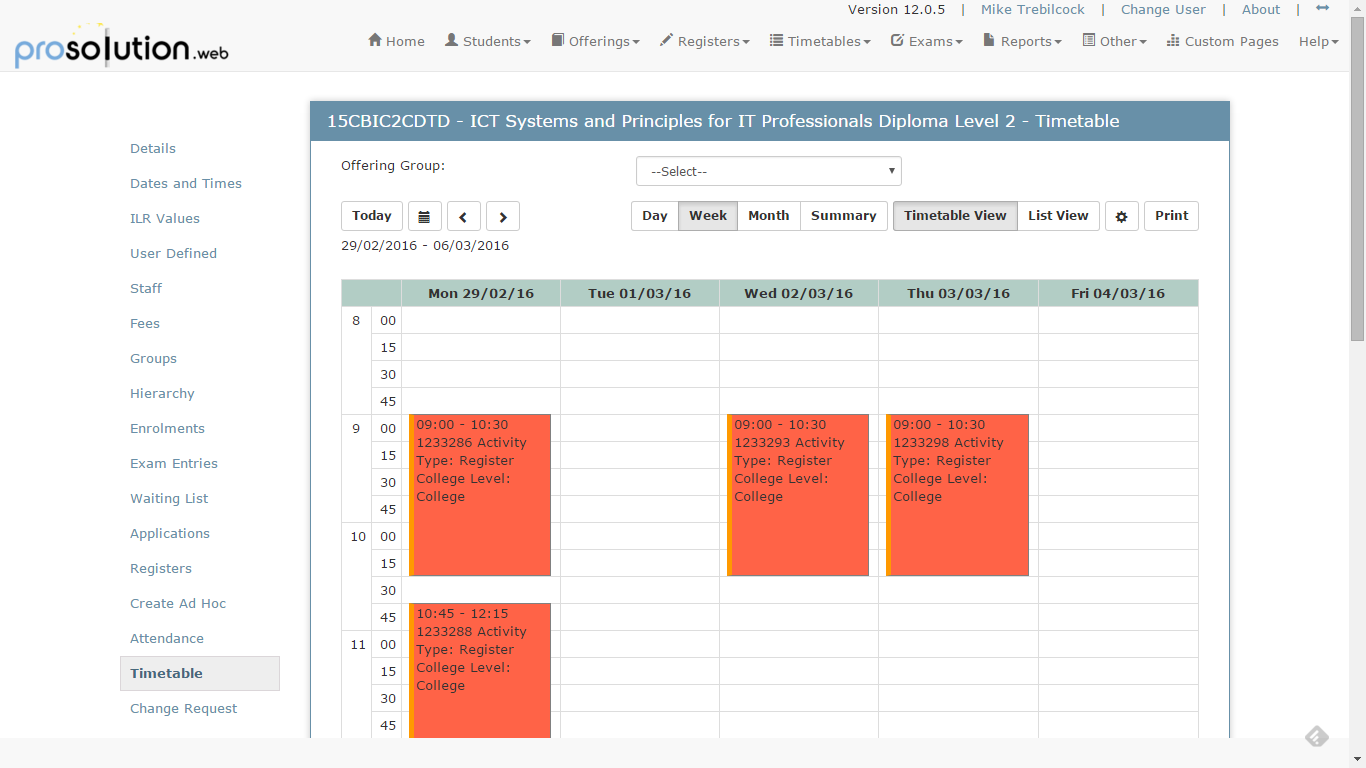 Version 12.0.5 | Mike Trebilcock | Change User | About |
prosolution.web
Home Students Offerings Registers Timetables Exams Reports Other Custom Pages Help
15CBIC2CDTD - ICT Systems and Principles for IT Professionals Diploma Level 2 - Timetable
Details
Dates and Times
ILR Values
User Defined
Staff
Fees
Groups
Hierarchy
Enrolments
Exam Entries
Waiting List
Applications
Registers
Create Ad Hoc
Attendance
Timetable
Change Request
Offering Group: --Select--
Today Day Week Month Summary Timetable View List View Print
29/02/2016 - 06/03/2016
Mon 29/02/16 Tue 01/03/16 Wed 02/03/16 Thu 03/03/16 Fri 04/03/16
8 00
15
30
45
9 00
15
30
45
10 00
15
30
45
11 00
15
30
45
09:00 - 10:30
1233286 Activity
Type: Register
College Level:
College
10:45 - 12:15
1233288 Activity
Type: Register
College Level:
College
09:00 - 10:30
1233293 Activity
Type: Register
College Level:
College
09:00 - 10:30
1233298 Activity
Type: Register
College Level:
College